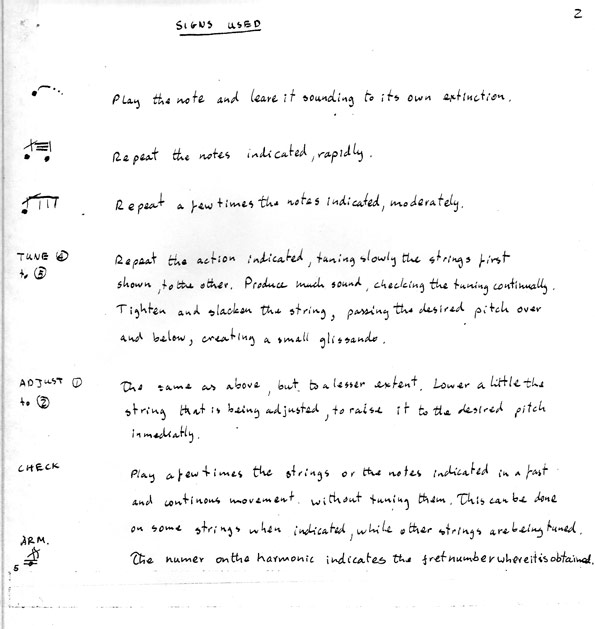 2
SIGNS USED
Play the note and leave it sounding to its own extinction.
Repeat the notes indicated, rapidly.
Repeat a few times the notes indicated, moderately.
TUNE ⑥ Repeat the action indicated, tuning slowly the strings first
to ⑤ shown, to the other. Produce much sound, checking the tuning continually.
Tighten and slacken the string, passing the desired pitch over
and below, creating a small glissando.
ADJUST ① The same as above, but to a lesser extent. Lower a little the
to ② string that is being adjusted, to raise it to the desired pitch
inmediatly.
CHECK Play a few times the strings or the notes indicated in a fast
and continous movement. without tuning them. This can be done
on some strings when indicated, while other strings are being tuned.
ARM. The numer on the harmonic indicates the fret number where it is obtained.
5